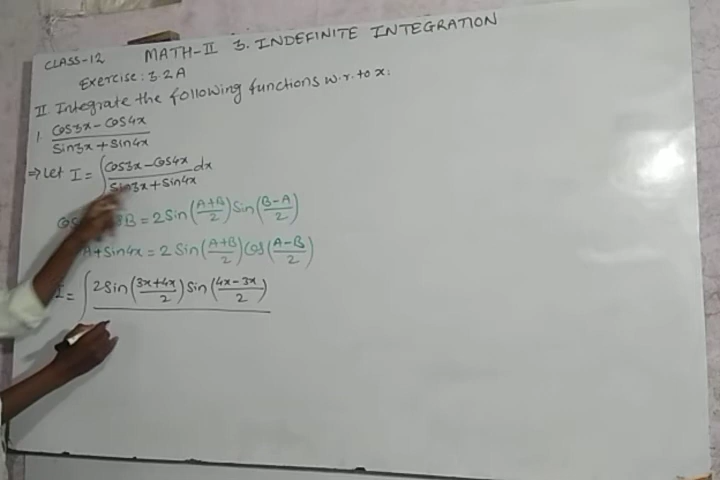 CLASS-12 MATH-II 3. INDEFINITE INTEGRATION
Exercise: 3.2A
II. Integrate the following functions w.r. to x.
1. (Cos3x - Cos4x)/(Sin3x + Sin4x)
⇒ Let I = ∫ (Cos3x - Cos4x)/(Sin3x + Sin4x) dx
B = 2 Sin((A+B)/2) Sin((B-A)/2)
A + Sin4x = 2 Sin((A+B)/2) Cos((A-B)/2)
I = ∫ 2 Sin((3x+4x)/2) Sin((4x-3x)/2)